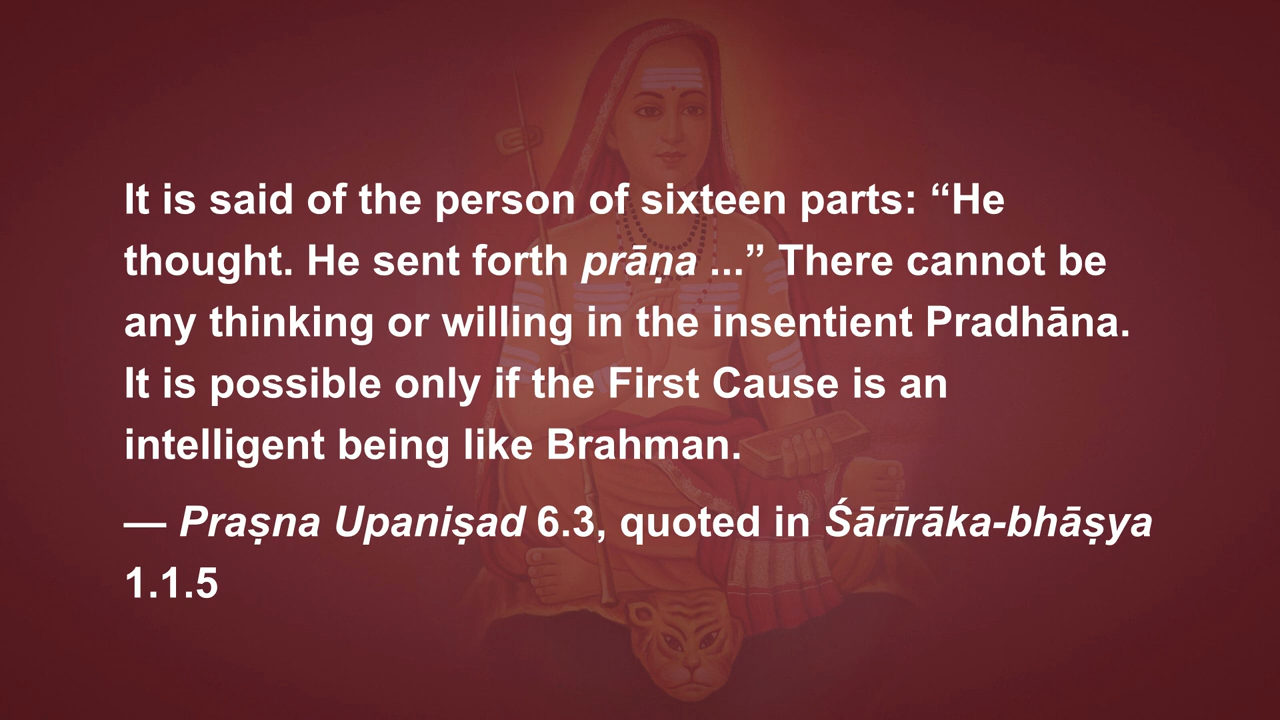 It is said of the person of sixteen parts: “He
thought. He sent forth prāṇa ...” There cannot be
any thinking or willing in the insentient Pradhāna.
It is possible only if the First Cause is an
intelligent being like Brahman.
— Praṣna Upaniṣad 6.3, quoted in Śārīrāka-bhāṣya
1.1.5